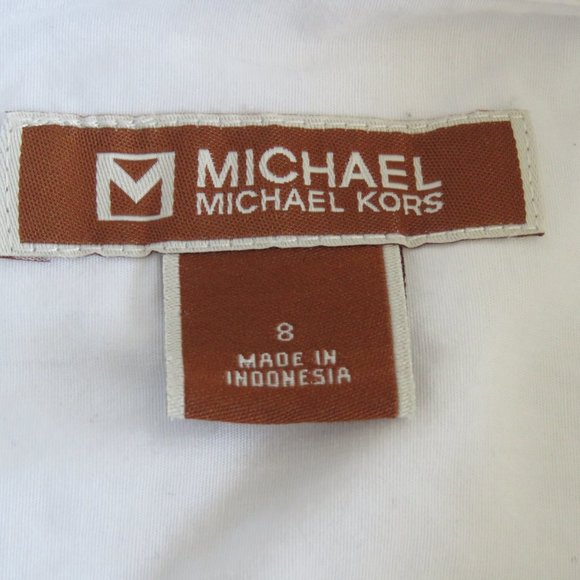 M MICHAEL
MICHAEL KORS
8
MADE IN
INDONESIA